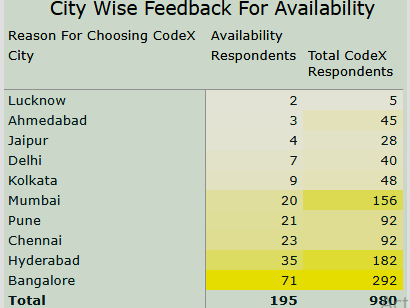 City Wise Feedback For Availability
Reason For Choosing CodeX Availability
City Respondents Total CodeX
Respondents
Lucknow 2 5
Ahmedabad 3 45
Jaipur 4 28
Delhi 7 40
Kolkata 9 48
Mumbai 20 156
Pune 21 92
Chennai 23 92
Hyderabad 35 182
Bangalore 71 292
Total 195 980